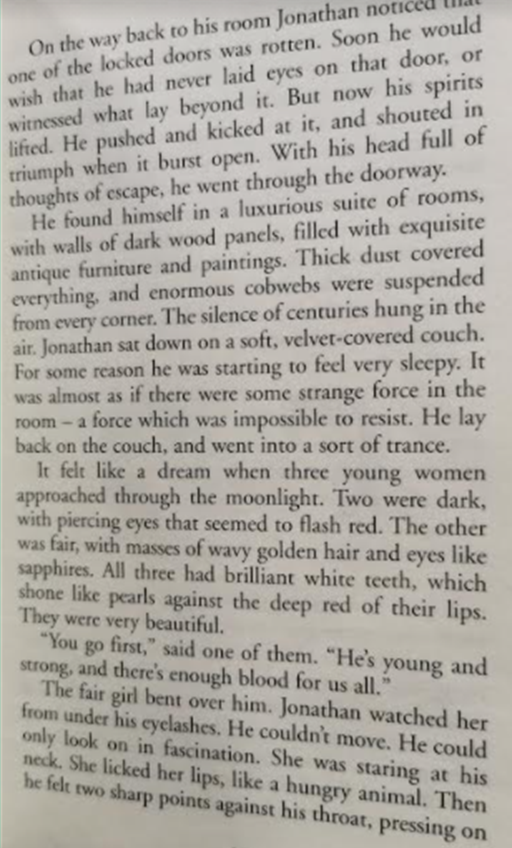 On the way back to his room Jonathan noticed that
one of the locked doors was rotten. Soon he would
wish that he had never laid eyes on that door, or
witnessed what lay beyond it. But now his spirits
lifted. He pushed and kicked at it, and shouted in
triumph when it burst open. With his head full of
thoughts of escape, he went through the doorway.
He found himself in a luxurious suite of rooms,
with walls of dark wood panels, filled with exquisite
antique furniture and paintings. Thick dust covered
everything, and enormous cobwebs were suspended
from every corner. The silence of centuries hung in the
air. Jonathan sat down on a soft, velvet-covered couch.
For some reason he was starting to feel very sleepy. It
was almost as if there were some strange force in the
room – a force which was impossible to resist. He lay
back on the couch, and went into a sort of trance.
It felt like a dream when three young women
approached through the moonlight. Two were dark,
with piercing eyes that seemed to flash red. The other
was fair, with masses of wavy golden hair and eyes like
sapphires. All three had brilliant white teeth, which
shone like pearls against the deep red of their lips.
They were very beautiful.
“You go first,” said one of them. “He’s young and
strong, and there’s enough blood for us all.”
The fair girl bent over him. Jonathan watched her
from under his eyelashes. He couldn’t move. He could
only look on in fascination. She was staring at his
neck. She licked her lips, like a hungry animal. Then
he felt two sharp points against his throat, pressing on